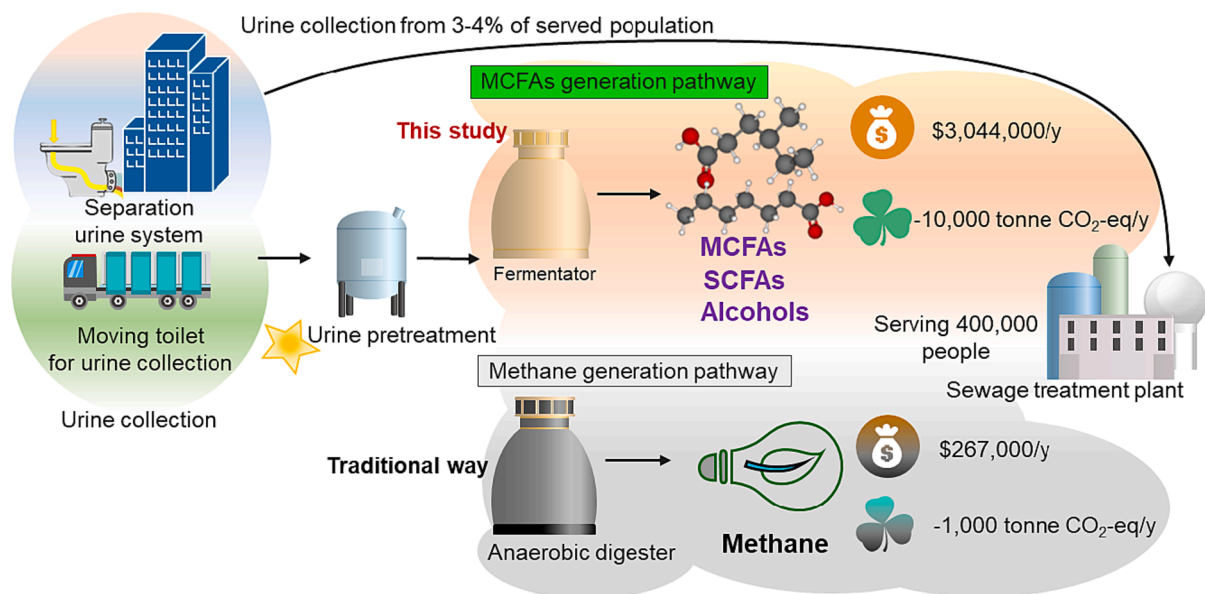 Urine collection from 3-4% of served population
Separation
urine system
Moving toilet
for urine collection
Urine collection
Urine pretreatment
MCFAs generation pathway
This study
Fermentator
MCFAs
SCFAs
Alcohols
$
$3,044,000/y
-10,000 tonne CO₂-eq/y
Serving 400,000
people
Sewage treatment plant
Methane generation pathway
Traditional way
Anaerobic digester
Methane
$
$267,000/y
-1,000 tonne CO₂-eq/y